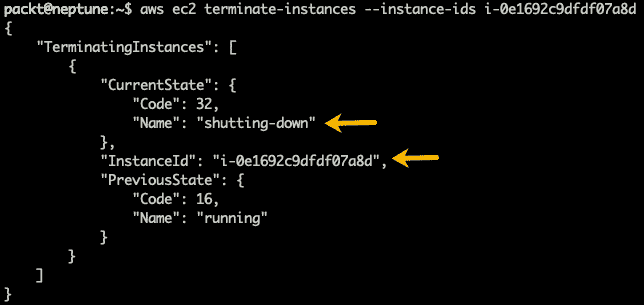 packt@neptune:~$ aws ec2 terminate-instances --instance-ids i-0e1692c9dfdf07a8d
{
    "TerminatingInstances": [
        {
            "CurrentState": {
                "Code": 32,
                "Name": "shutting-down"
            },
            "InstanceId": "i-0e1692c9dfdf07a8d",
            "PreviousState": {
                "Code": 16,
                "Name": "running"
            }
        }
    ]
}